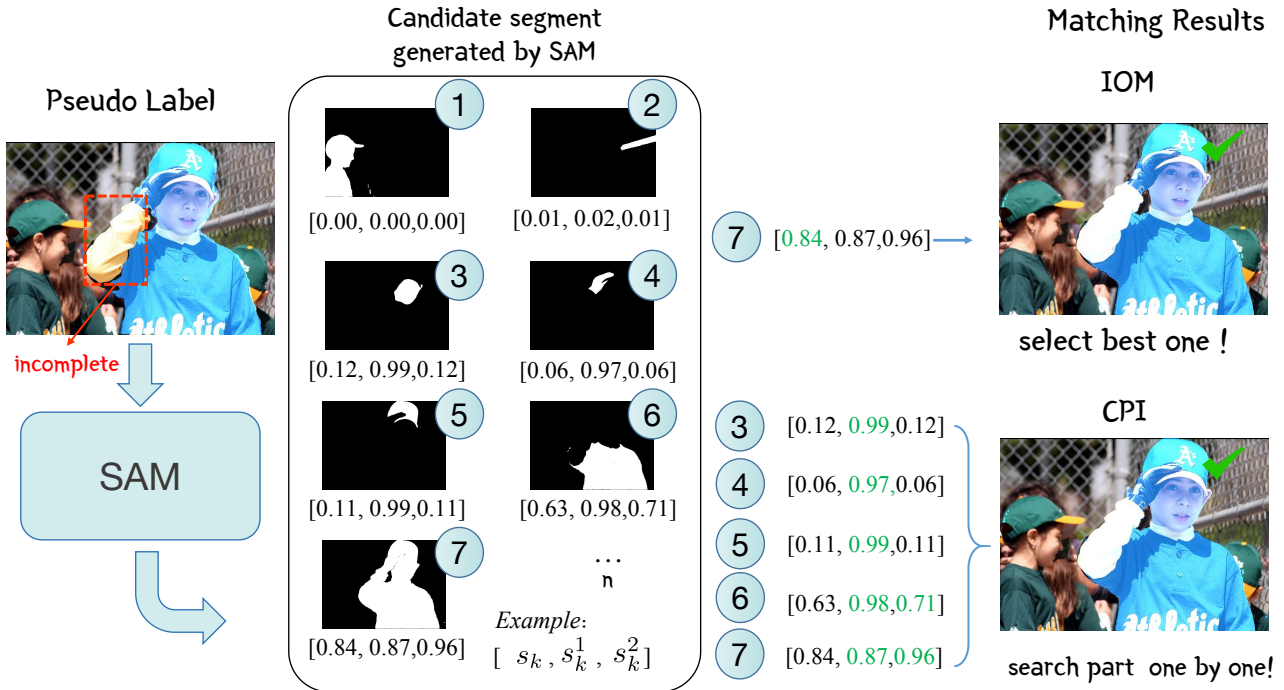 Candidate segment
generated by SAM
Matching Results
Pseudo Label
IOM
1
2
[0.00, 0.00,0.00]
[0.01, 0.02,0.01]
3
4
[0.12, 0.99,0.12]
[0.06, 0.97,0.06]
5
6
[0.11, 0.99,0.11]
[0.63, 0.98,0.71]
7
...
n
[0.84, 0.87,0.96]
Example:
[ s_k , s_k^1 , s_k^2]
A's
athletic
incomplete
SAM
7 [0.84, 0.87,0.96]
A's
athletic
select best one !
CPI
3 [0.12, 0.99,0.12]
4 [0.06, 0.97,0.06]
5 [0.11, 0.99,0.11]
6 [0.63, 0.98,0.71]
7 [0.84, 0.87,0.96]
A's
athletic
search part one by one!